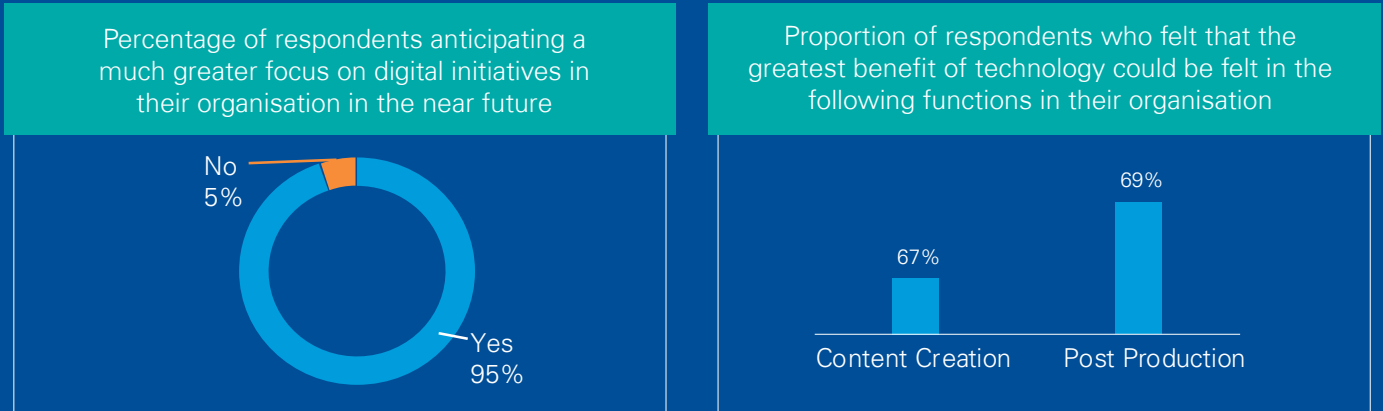 Percentage of respondents anticipating a
much greater focus on digital initiatives in
their organisation in the near future
No
5%
Yes
95%
Proportion of respondents who felt that the
greatest benefit of technology could be felt in the
following functions in their organisation
67%
69%
Content Creation
Post Production